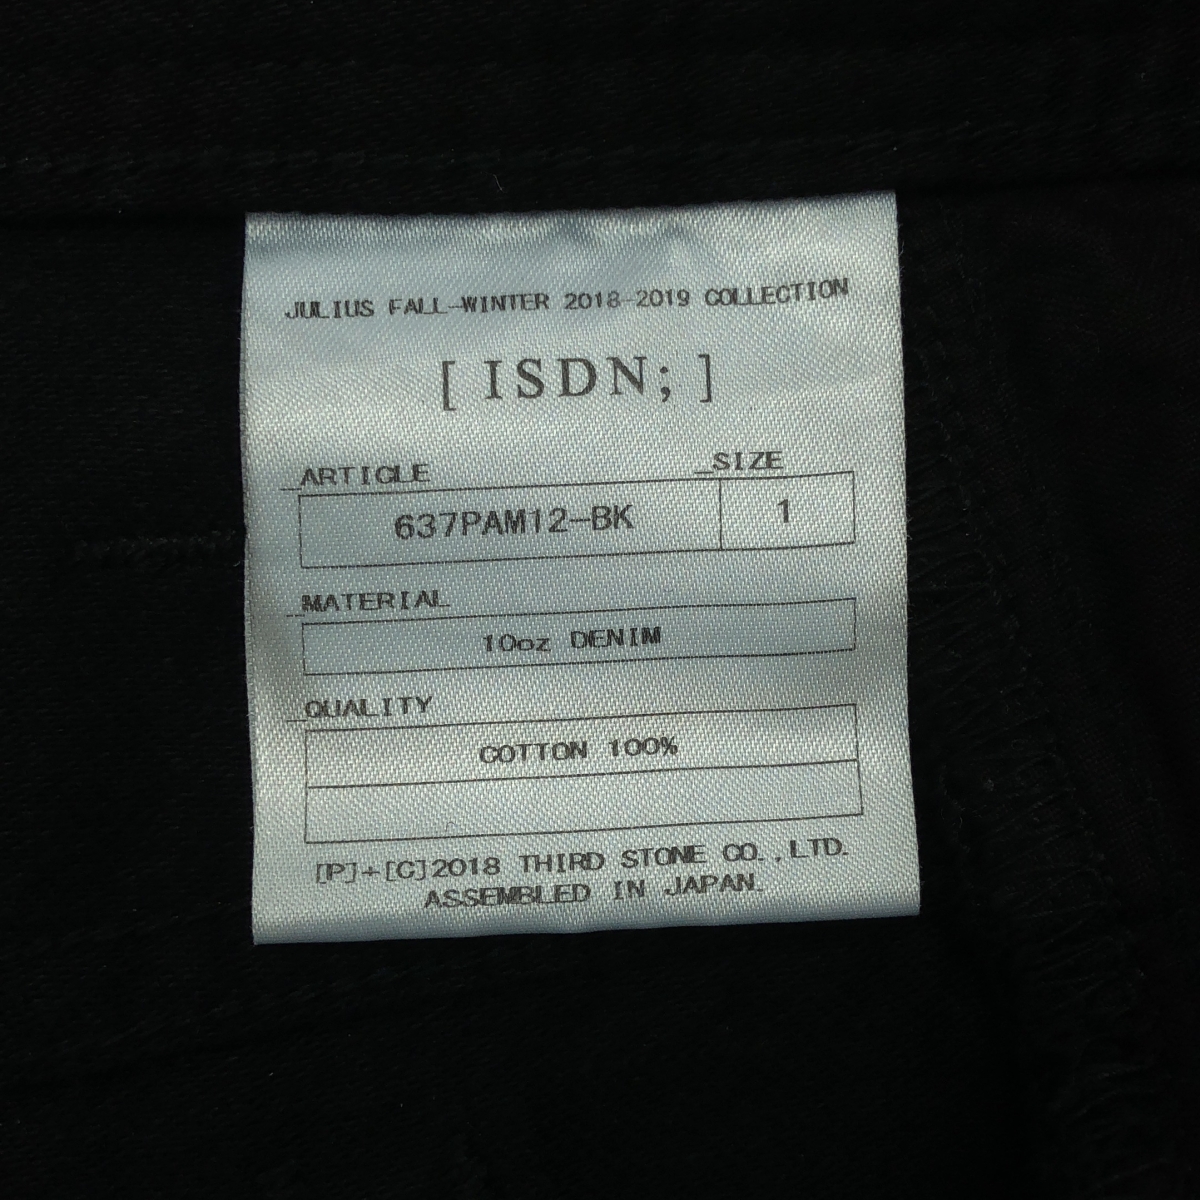 JULIUS FALL-WINTER 2018-2019 COLLECTION
[ ISDN; ]
_ARTICLE _SIZE
637PAM12-BK 1
_MATERIAL
10oz DENIM
_QUALITY
COTTON 100%
[P]+[C]2018 THIRD STONE CO.,LTD.
ASSEMBLED IN JAPAN.